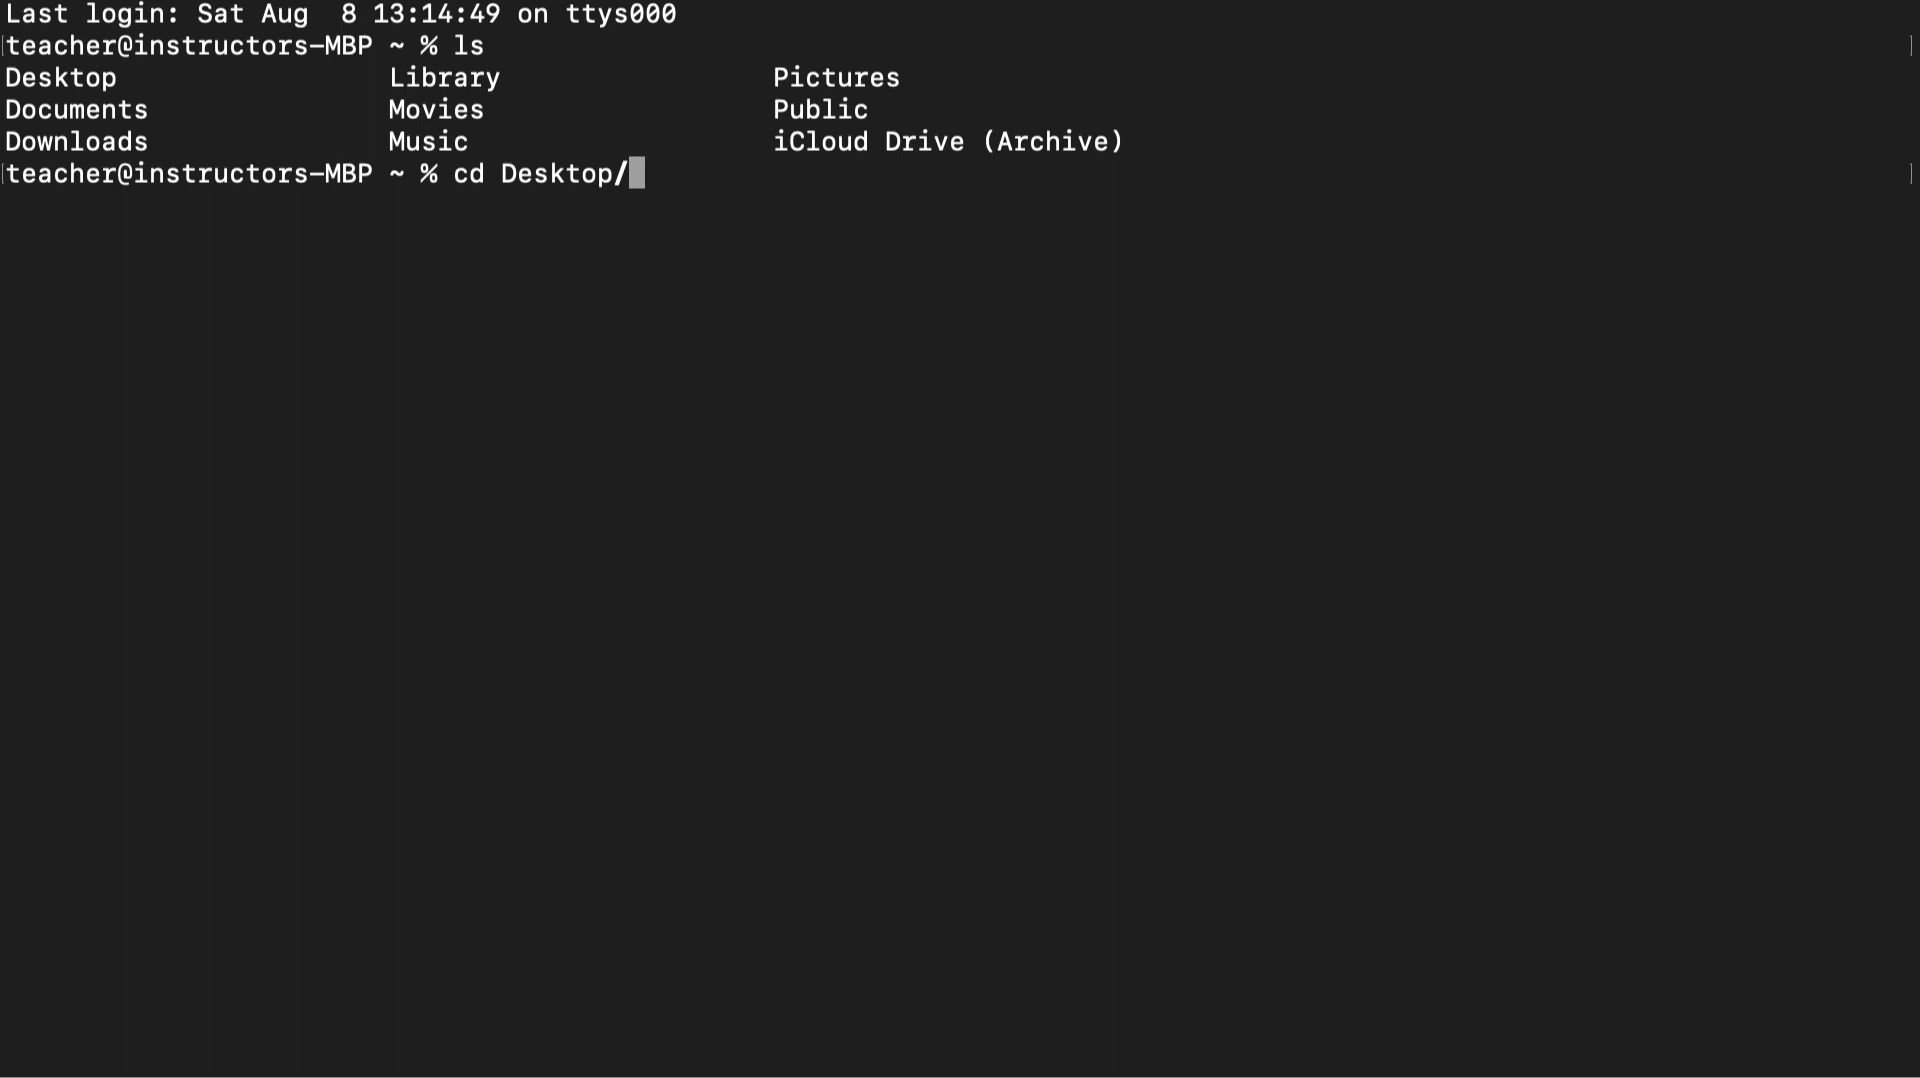 Last login: Sat Aug  8 13:14:49 on ttys000
[teacher@instructors-MBP ~ % ls ]
Desktop Library Pictures
Documents Movies Public
Downloads Music iCloud Drive (Archive)
[teacher@instructors-MBP ~ % cd Desktop/ ]